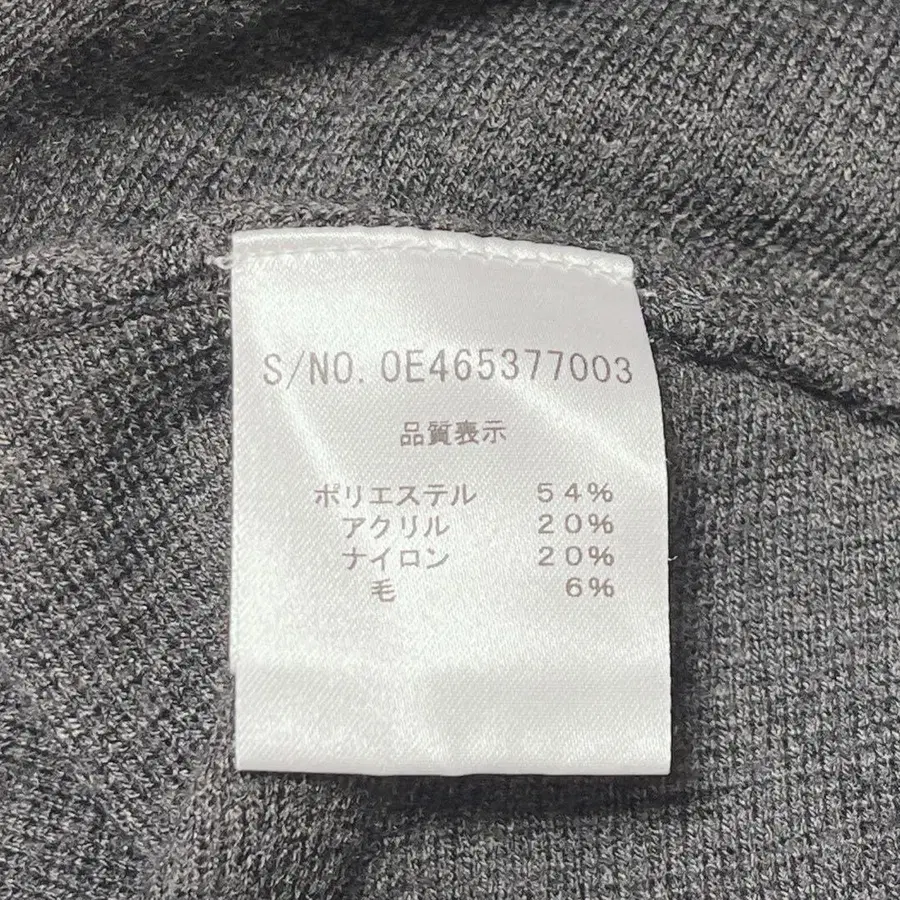 S/NO. OE465377003
品質表示
ポリエステル 54%
アクリル 20%
ナイロン 20%
毛 6%